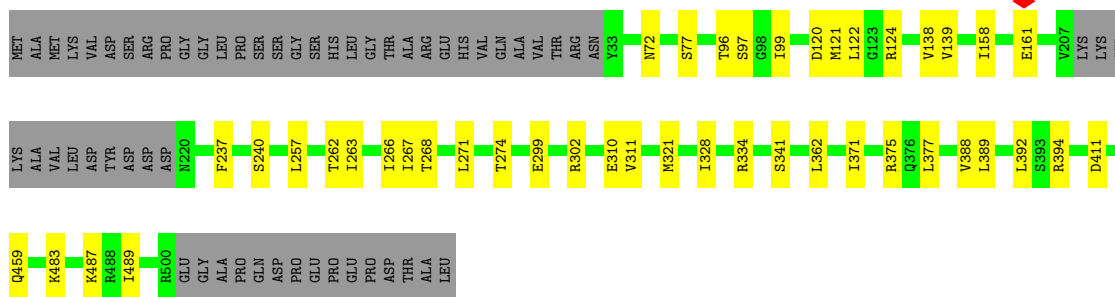 MET ALA MET LYS VAL ASP SER ARG PRO GLY GLY LEU PRO SER SER GLY SER HIS LEU GLY THR ALA ARG GLU HIS VAL GLN ALA VAL THR ARG ASN Y33 N72 S77 T96 S97 G98 I99 D120 M121 L122 G123 R124 V138 V139 I158 E161 V207 LYS LYS
LYS ALA VAL LEU ASP TYR ASP ASP ASP N220 F237 S240 L257 T262 I263 I266 I267 T268 L271 T274 E299 R302 E310 V311 M321 I328 R334 S341 L362 I371 R375 Q376 L377 V388 L389 L392 S393 R394 D411
Q459 K483 K487 R488 I489 R500 GLU GLY ALA PRO GLN ASP PRO GLU PRO GLU PRO ASP THR ALA LEU